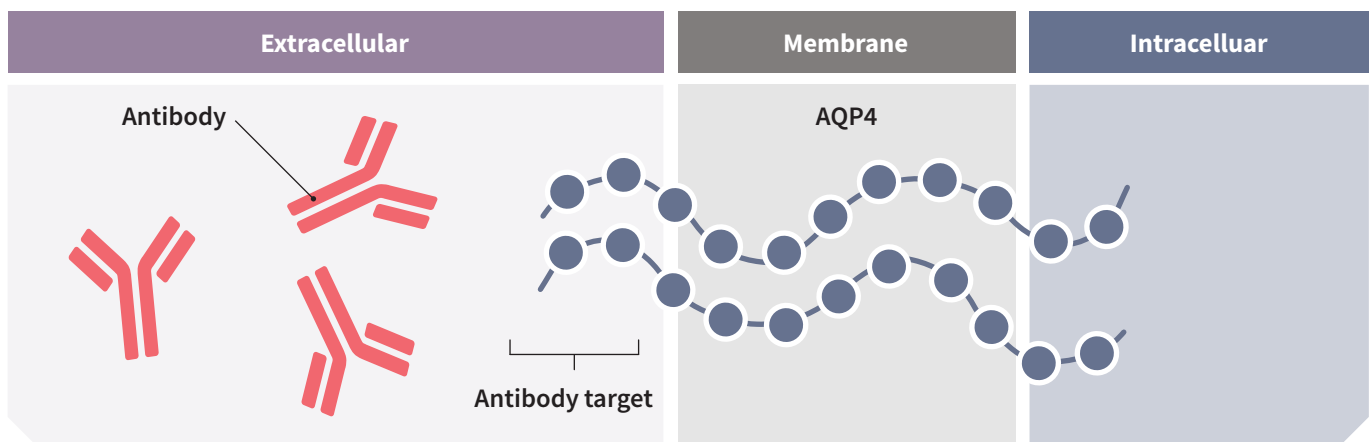 Extracellular
Membrane
Intracelluar
Antibody
AQP4
Antibody target